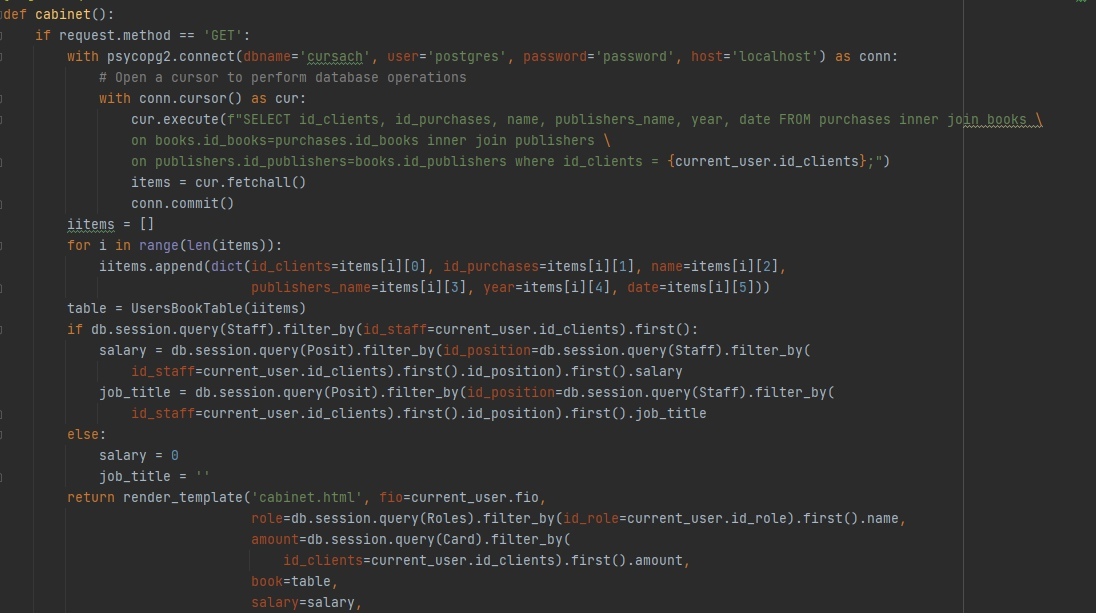 def cabinet():
    if request.method == 'GET':
        with psycopg2.connect(dbname='cursach', user='postgres', password='password', host='localhost') as conn:
            # Open a cursor to perform database operations
            with conn.cursor() as cur:
                cur.execute(f"SELECT id_clients, id_purchases, name, publishers_name, year, date FROM purchases inner join books \
                on books.id_books=purchases.id_books inner join publishers \
                on publishers.id_publishers=books.id_publishers where id_clients = {current_user.id_clients};")
                items = cur.fetchall()
                conn.commit()
        iitems = []
        for i in range(len(items)):
            iitems.append(dict(id_clients=items[i][0], id_purchases=items[i][1], name=items[i][2],
                               publishers_name=items[i][3], year=items[i][4], date=items[i][5]))
        table = UsersBookTable(iitems)
        if db.session.query(Staff).filter_by(id_staff=current_user.id_clients).first():
            salary = db.session.query(Posit).filter_by(id_position=db.session.query(Staff).filter_by(
                id_staff=current_user.id_clients).first().id_position).first().salary
            job_title = db.session.query(Posit).filter_by(id_position=db.session.query(Staff).filter_by(
                id_staff=current_user.id_clients).first().id_position).first().job_title
        else:
            salary = 0
            job_title = ''
        return render_template('cabinet.html', fio=current_user.fio,
                               role=db.session.query(Roles).filter_by(id_role=current_user.id_role).first().name,
                               amount=db.session.query(Card).filter_by(
                                   id_clients=current_user.id_clients).first().amount,
                               book=table,
                               salary=salary,